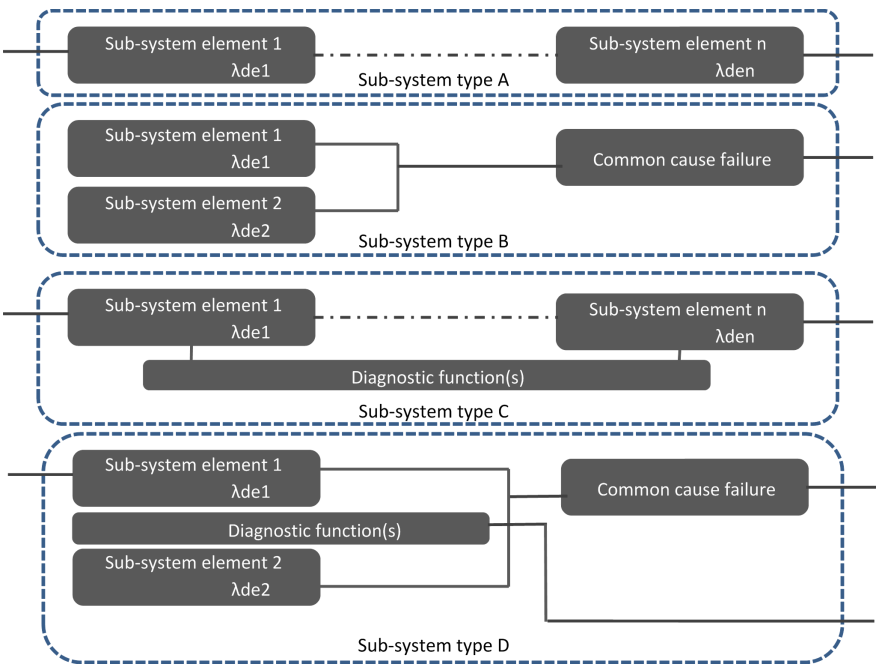 Sub-system element 1
λde1
Sub-system element n
λden
Sub-system type A
Sub-system element 1
λde1
Common cause failure
Sub-system element 2
λde2
Sub-system type B
Sub-system element 1
λde1
Sub-system element n
λden
Diagnostic function(s)
Sub-system type C
Sub-system element 1
λde1
Common cause failure
Diagnostic function(s)
Sub-system element 2
λde2
Sub-system type D